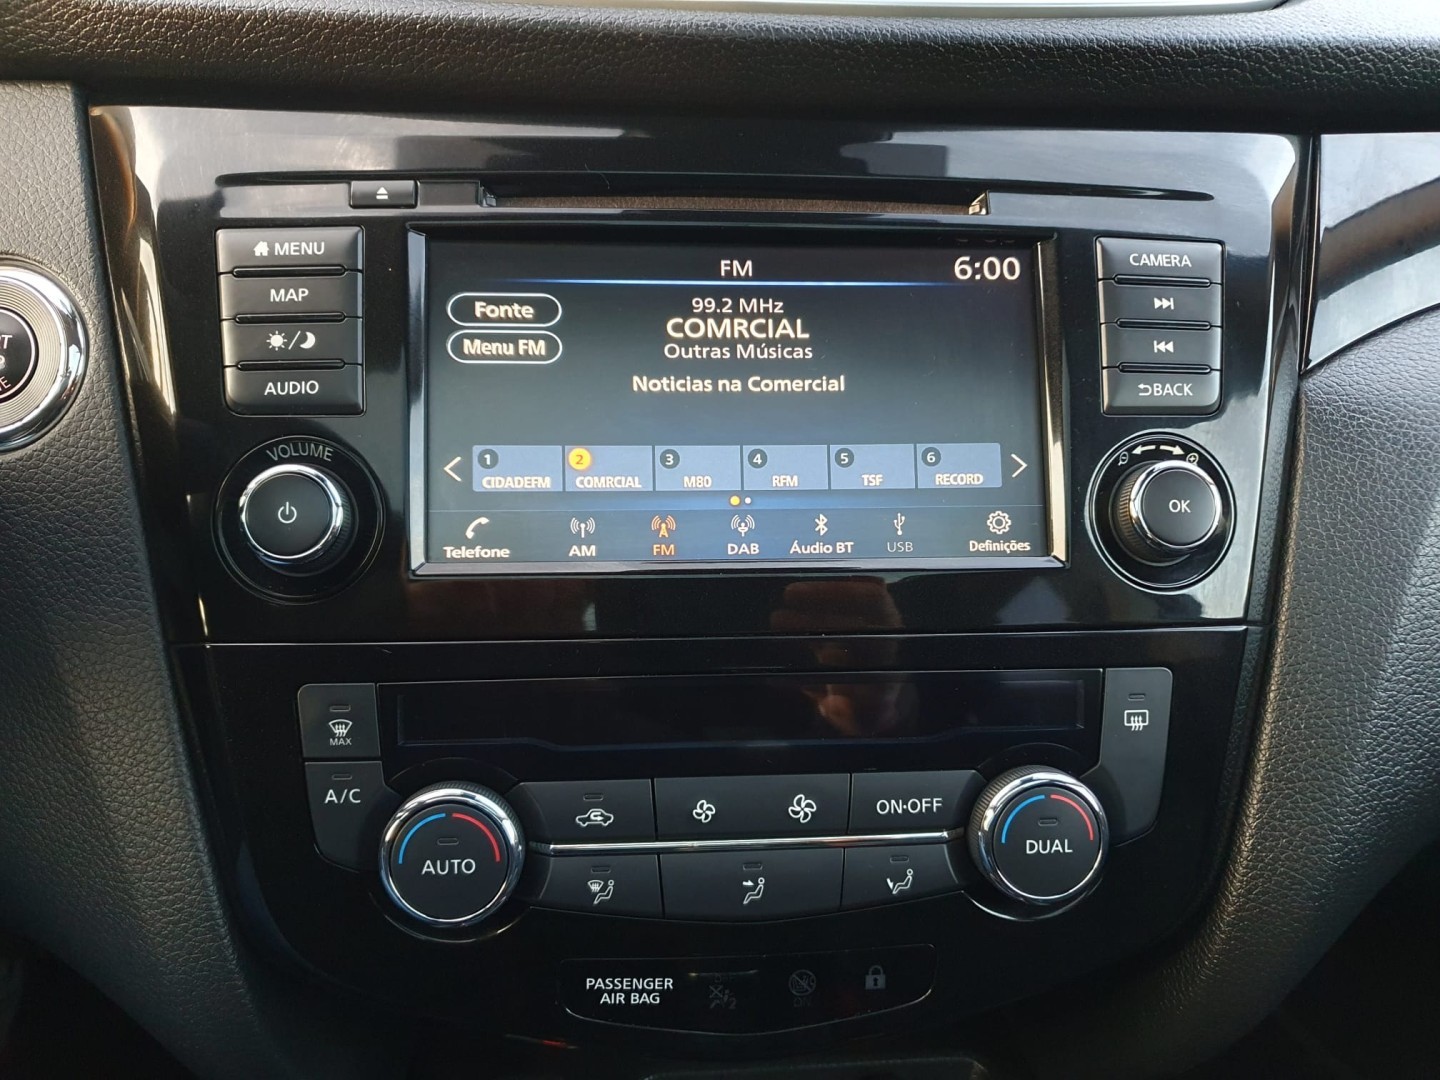 MENU
MAP
AUDIO
VOLUME
FM
6:00
Fonte
Menu FM
99.2 MHz
COMRCIAL
Outras Músicas
Noticias na Comercial
1 CIDADEFM
2 COMRCIAL
3 M80
4 RFM
5 TSF
6 RECORD
Telefone
AM
FM
DAB
Áudio BT
USB
Definições
CAMERA
BACK
OK
MAX
A/C
AUTO
ON·OFF
DUAL
PASSENGER
AIR BAG
2